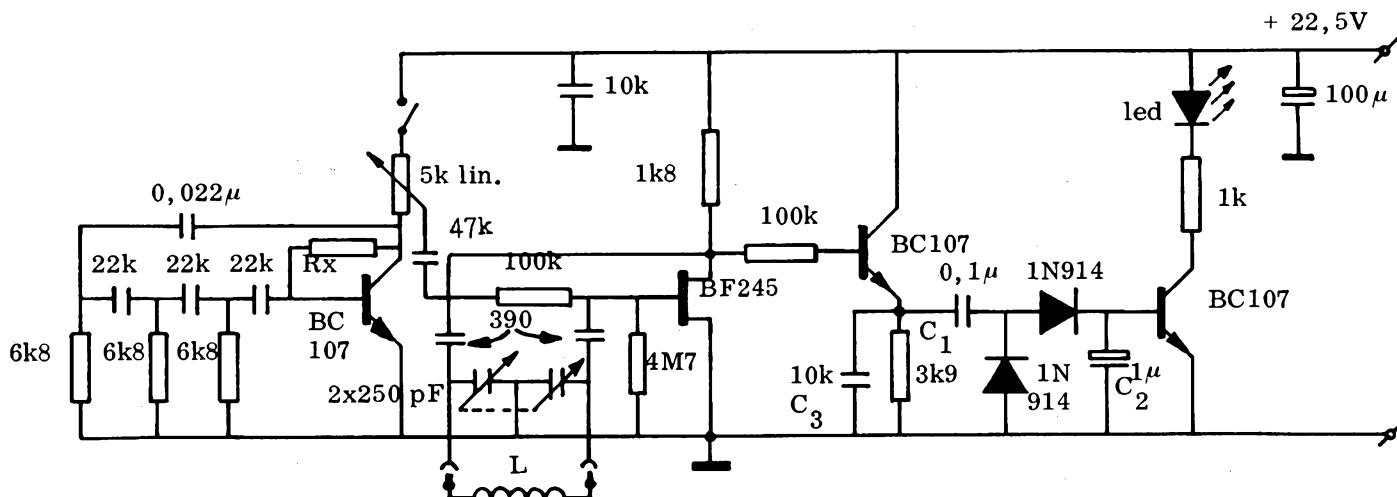 + 22,5V
10k
led
100μ
5k lin.
1k8
1k
0,022μ
47k
100k
BC107
22k
22k
22k
Rx
100k
BF245
0,1μ
1N914
BC107
BC
107
390
6k8
6k8
6k8
2x250 pF
4M7
10k
C3
3k9
C1
1N
914
1μ
C2
L